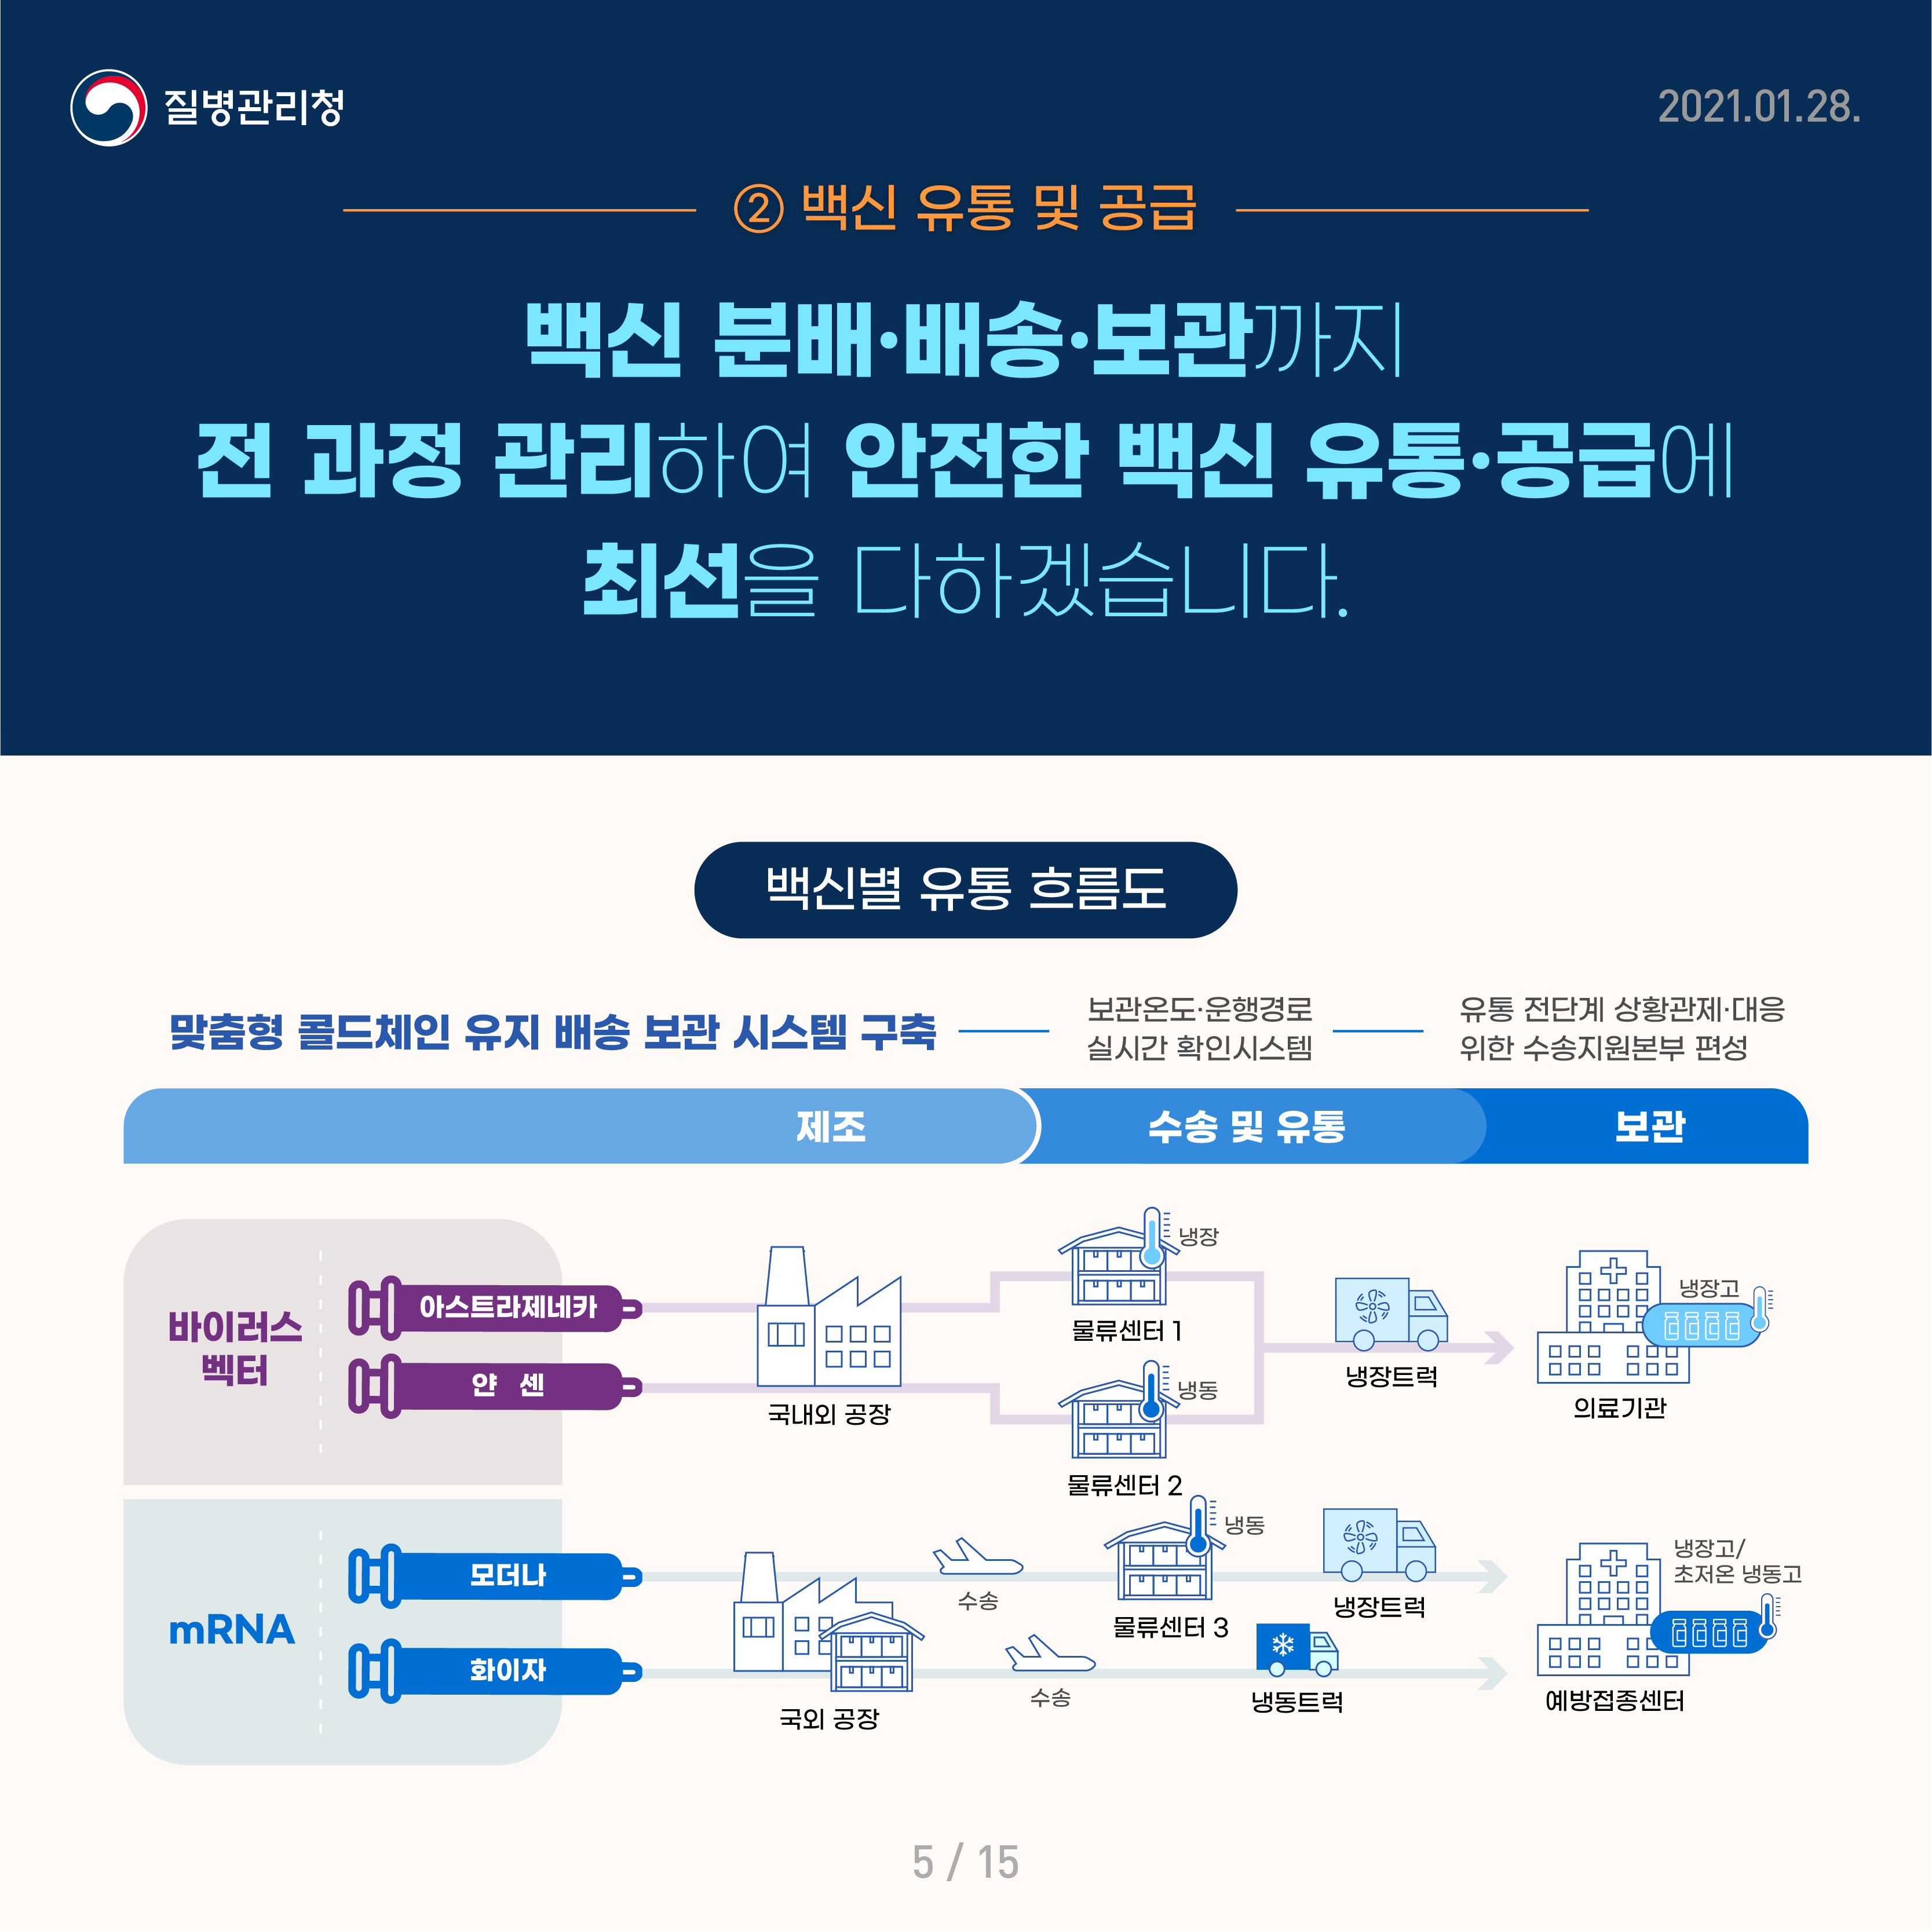 질병관리청
2021.01.28.
② 백신 유통 및 공급
백신 분배·배송·보관까지
전 과정 관리하여 안전한 백신 유통·공급에
최선을 다하겠습니다.
백신별 유통 흐름도
맞춤형 콜드체인 유지 배송 보관 시스템 구축
보관온도·운행경로
실시간 확인시스템
유통 전단계 상황관제·대응
위한 수송지원본부 편성
제조
수송 및 유통
보관
바이러스
벡터
아스트라제네카
얀 센
국내외 공장
냉장
물류센터 1
냉동
물류센터 2
냉장트럭
냉장고
의료기관
mRNA
모더나
화이자
국외 공장
수송
수송
냉동
물류센터 3
냉장트럭
냉동트럭
냉장고/
초저온 냉동고
예방접종센터
5 / 15